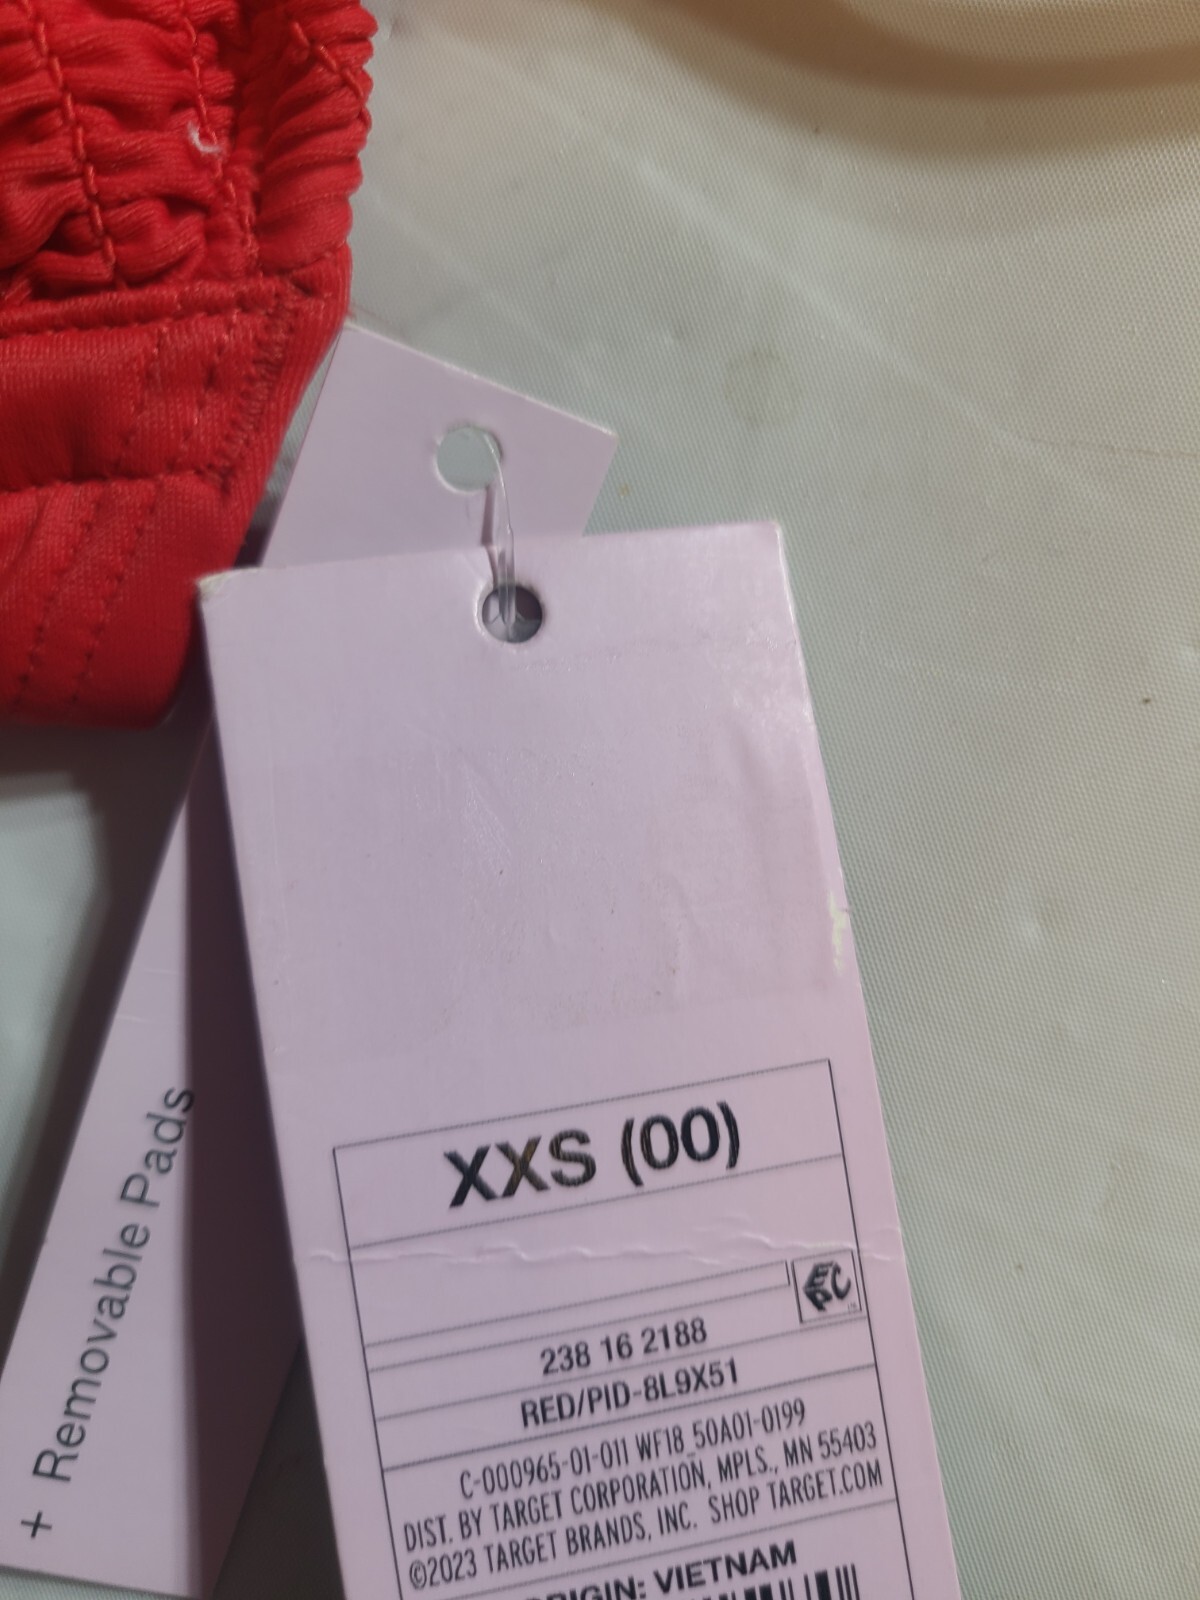 XXS (00)
EPC
238 16 2188
RED/PID-8L9X51
C-000965-01-011 WF18_50A01-0199
DIST. BY TARGET CORPORATION, MPLS., MN 55403
©2023 TARGET BRANDS, INC. SHOP TARGET.COM
ORIGIN: VIETNAM
+ Removable Pads